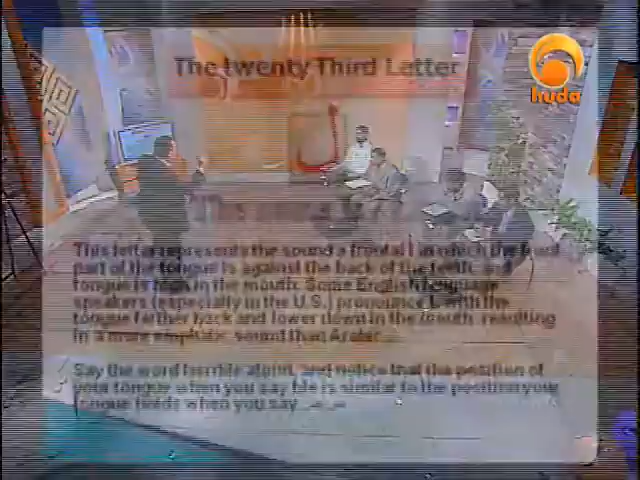 The twenty Third Letter
huda
This letter represents the sound a frontal l in which the front
part of the tongue is against the back of the teeth, and
tongue is high in the mouth. Some English language
speakers (especially in the U.S.) pronounce L with the
tongue farther back and lower down in the mouth, resulting
in a more emphatic sound than Arabic
Say the word terrible aloud, and notice that the position of
your tongue when you say ble is similar to the position your
tongue holds when you say